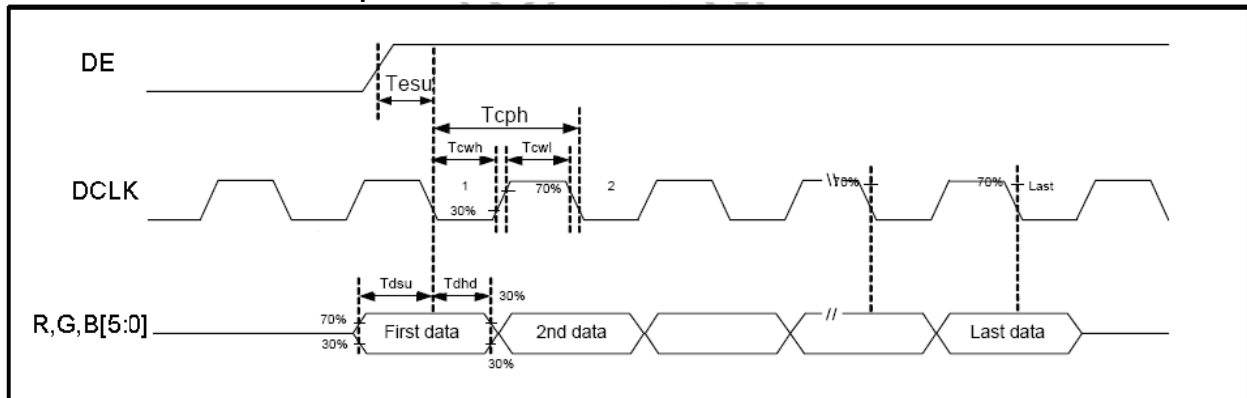 DE
Tesu
Tcph
Tcwh
Tcwl
DCLK
1
70%
2
\\
70%
70%
Last
30%
Tdsu
Tdhd
30%
R,G,B[5:0]
70%
First data
2nd data
//
Last data
30%
30%